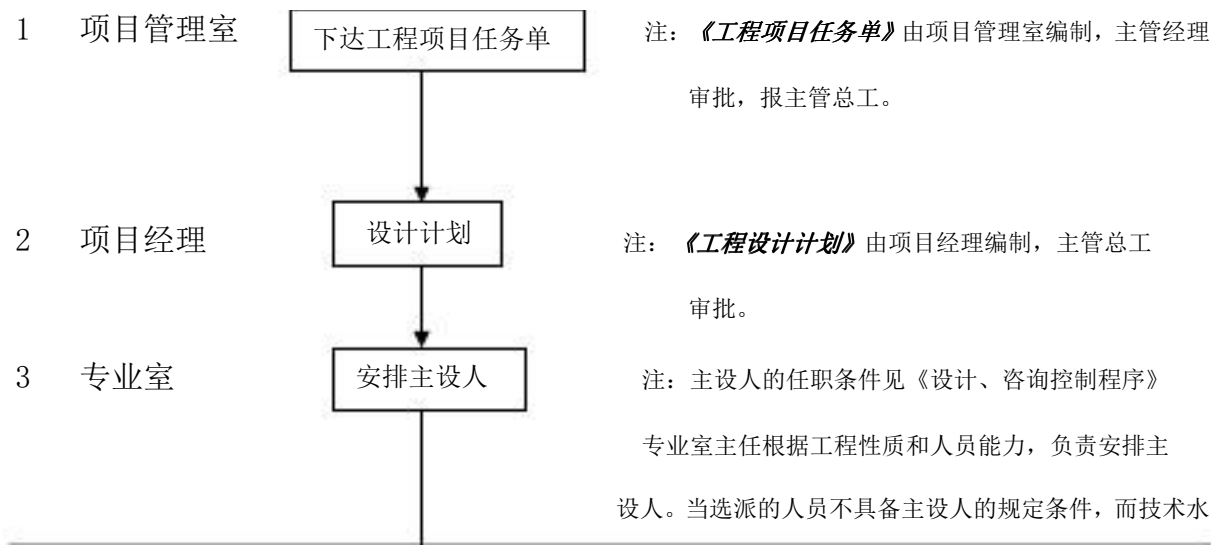 1 项目管理室 下达工程项目任务单 注：《工程项目任务单》由项目管理室编制，主管经理
审批，报主管总工。
2 项目经理 设计计划 注：《工程设计计划》由项目经理编制，主管总工
审批。
3 专业室 安排主设人 注：主设人的任职条件见《设计、咨询控制程序》
专业室主任根据工程性质和人员能力，负责安排主
设人。当选派的人员不具备主设人的规定条件，而技术水